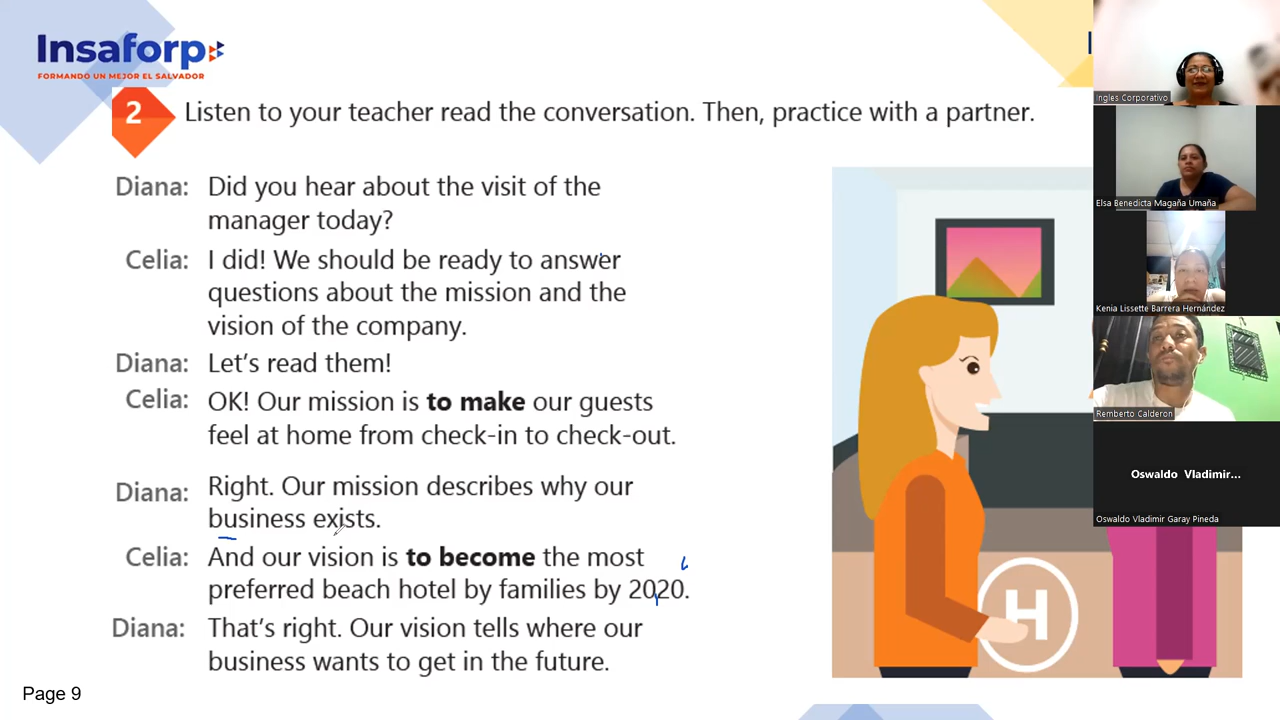 Insaforp
FORMANDO UN MEJOR EL SALVADOR
2 Listen to your teacher read the conversation. Then, practice with a partner.
Diana: Did you hear about the visit of the
manager today?
Celia: I did! We should be ready to answer
questions about the mission and the
vision of the company.
Diana: Let's read them!
Celia: OK! Our mission is to make our guests
feel at home from check-in to check-out.
Diana: Right. Our mission describes why our
business exists.
Celia: And our vision is to become the most
preferred beach hotel by families by 2020.
Diana: That's right. Our vision tells where our
business wants to get in the future.
Page 9
H
Ingles Corporativo
Elsa Benedicta Magaña Umaña
Kenia Lissette Barrera Hernández
Remberto Calderon
Oswaldo Vladimir...
Oswaldo Vladimir Garay Pineda